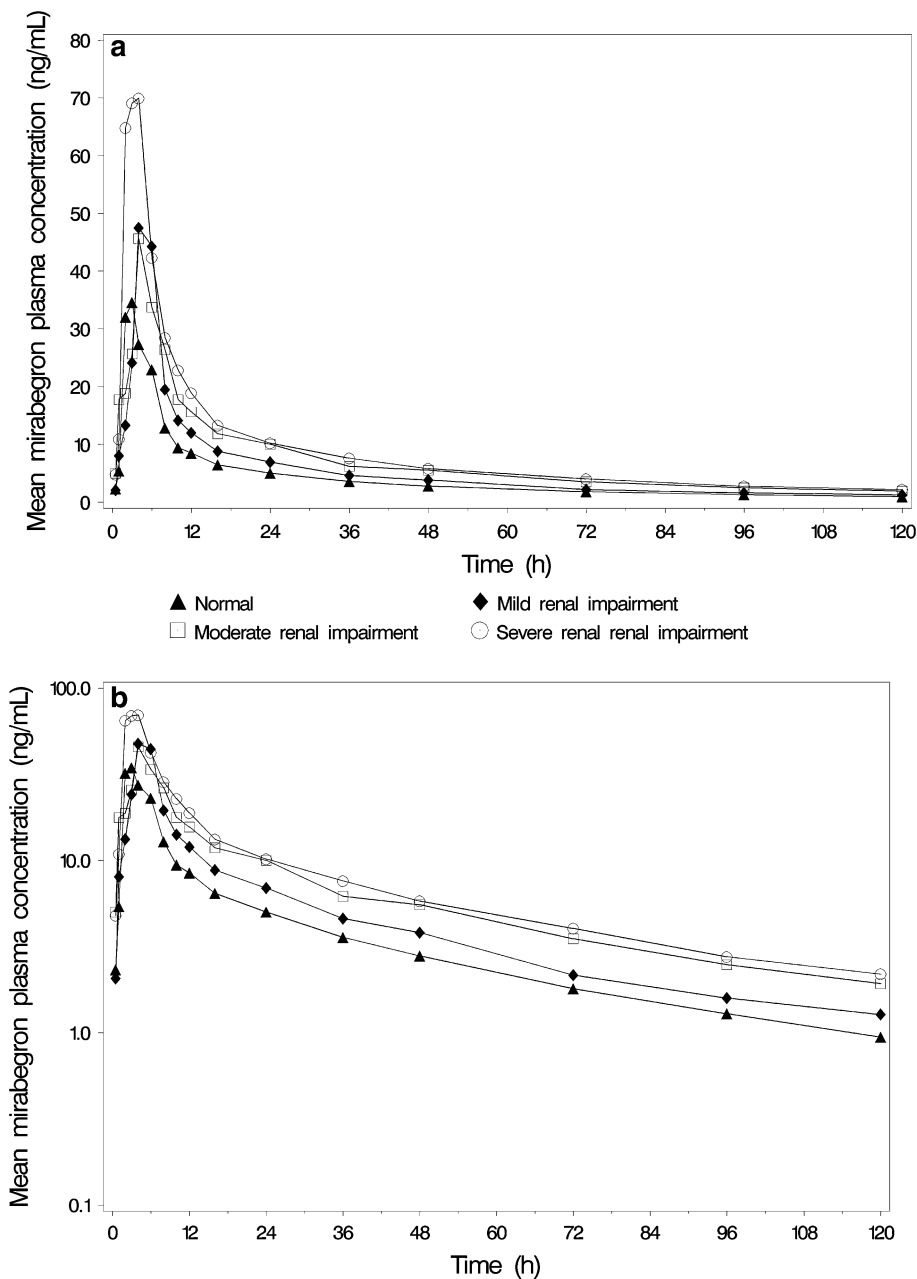 a
Mean mirabegron plasma concentration (ng/mL)
80
70
60
50
40
30
20
10
0
0 12 24 36 48 60 72 84 96 108 120
Time (h)
Normal
Mild renal impairment
Moderate renal impairment
Severe renal renal impairment
b
Mean mirabegron plasma concentration (ng/mL)
100.0
10.0
1.0
0.1
0 12 24 36 48 60 72 84 96 108 120
Time (h)